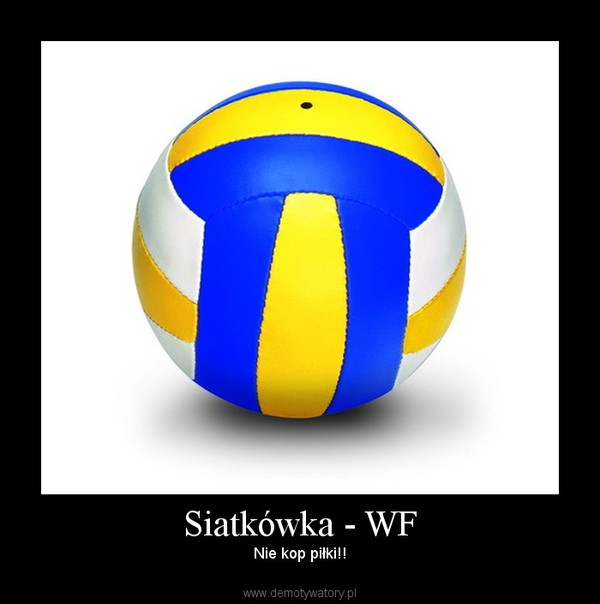 Siatkówka - WF
Nie kop piłki!!
www.demotywatory.pl